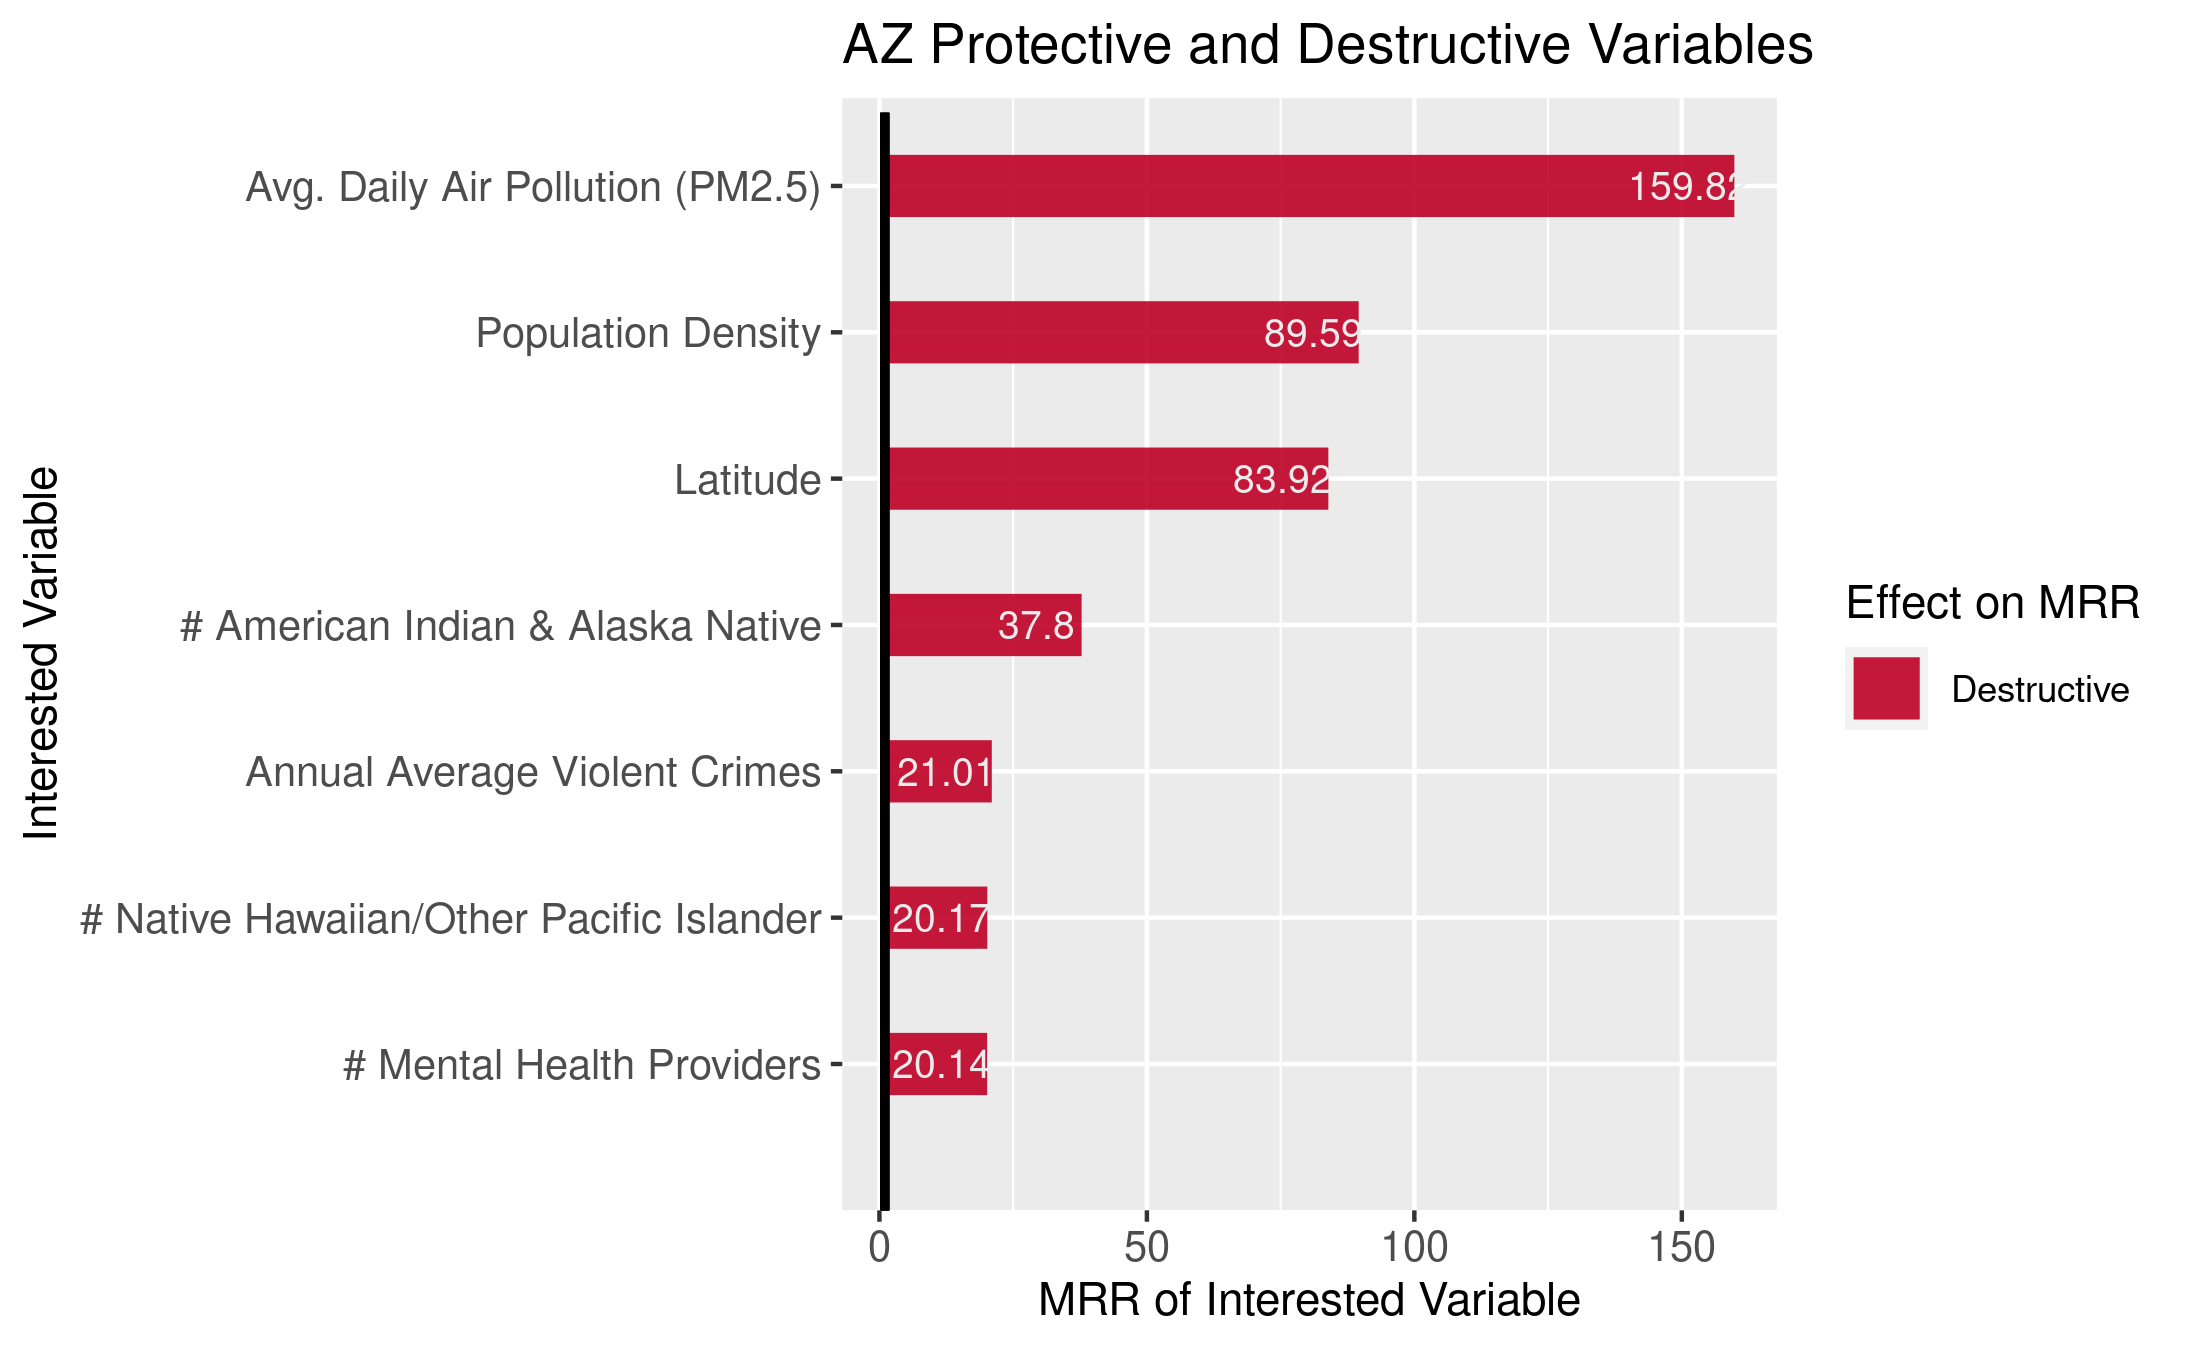 AZ Protective and Destructive Variables
Interested Variable
Avg. Daily Air Pollution (PM2.5)
159.82
Population Density
89.59
Latitude
83.92
# American Indian & Alaska Native
37.8
Annual Average Violent Crimes
21.01
# Native Hawaiian/Other Pacific Islander
20.17
# Mental Health Providers
20.14
0 50 100 150
MRR of Interested Variable
Effect on MRR
Destructive